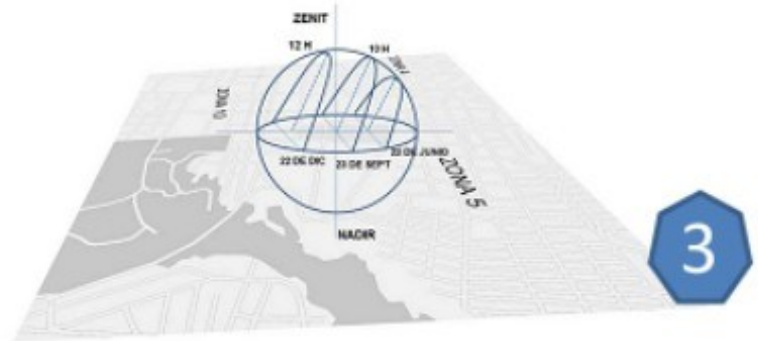 ZENIT
12 H
10 H
ZONA 10
22 DE DIC
23 DE SEPT
22 DE JUNIO
ZONA 5
NADIR
3